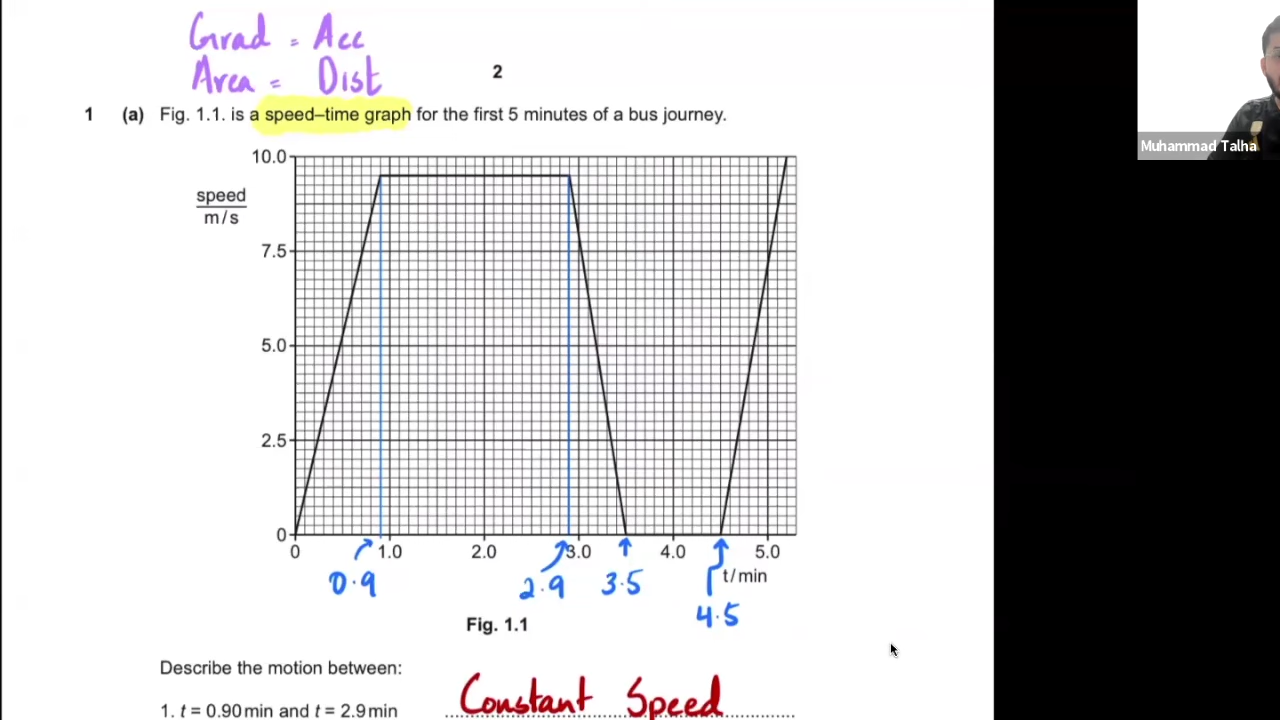 Grad = Acc
Area = Dist
2
1 (a) Fig. 1.1. is a speed–time graph for the first 5 minutes of a bus journey.
Muhammad Talha
10.0
speed
m / s
7.5
5.0
2.5
0
0 1.0 2.0 3.0 4.0 5.0
t / min
0.9 2.9 3.5
4.5
Fig. 1.1
Describe the motion between:
Constant Speed
1. t = 0.90 min and t = 2.9 min